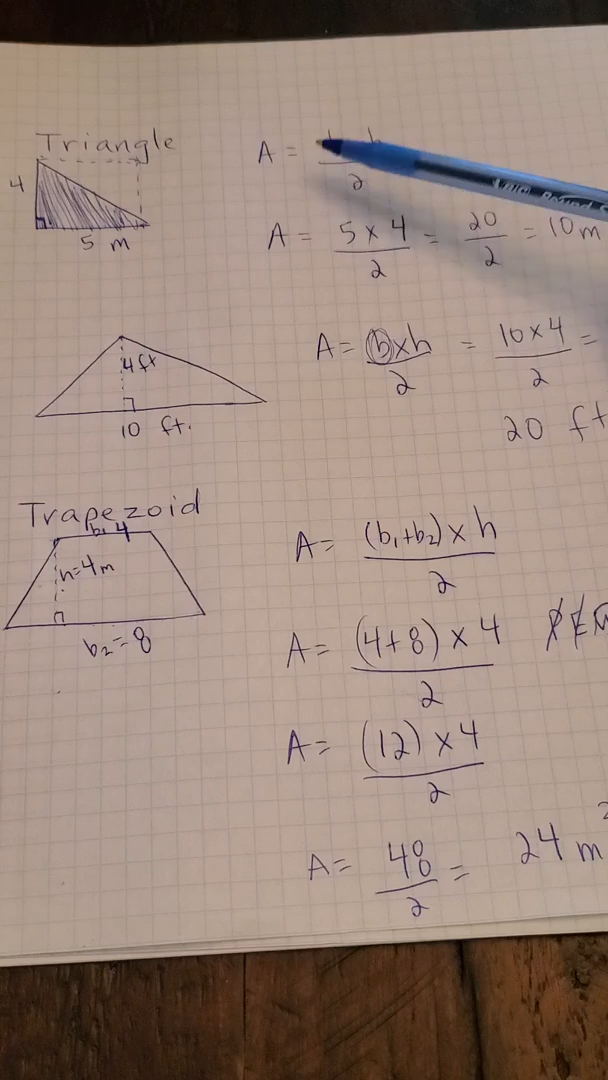 Triangle
4
5 m
A = b h / 2
A = 5 x 4 / 2 = 20 / 2 = 10 m
4 ft
10 ft.
A = b x h / 2 = 10 x 4 / 2 =
20 ft
Trapezoid
b₁ 4
h = 4 m
b₂ = 8
A = (b₁ + b₂) x h / 2
A = (4 + 8) x 4 / 2
A = (12) x 4 / 2
A = 48 / 2 = 24 m²